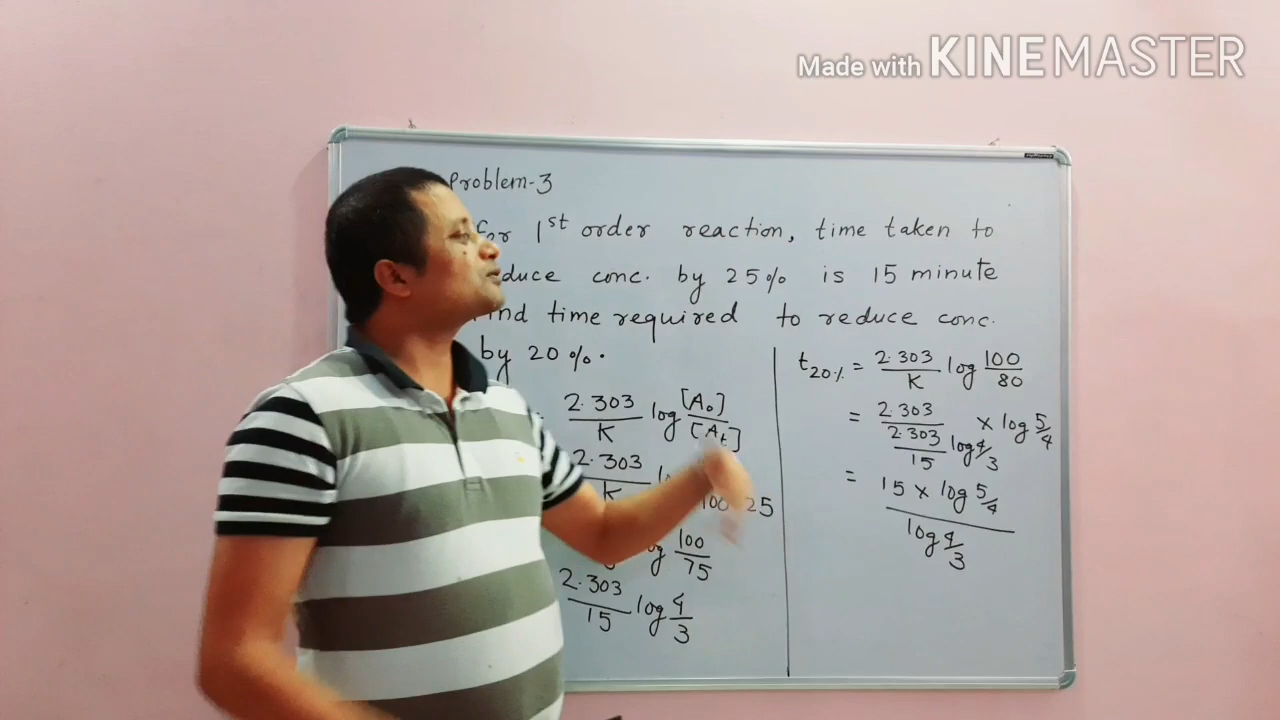 Made with KINEMASTER
Problem-3
for 1st order reaction, time taken to
duce conc. by 25% is 15 minute
ind time required to reduce conc.
by 20%.
= 2.303/K log [A₀]/[Aₜ]
2.303/K 100 25
log 100/75
2.303/15 log 4/3
t20% = 2.303/K log 100/80
= 2.303/(2.303/15 log 4/3) × log 5/4
= (15 × log 5/4)/(log 4/3)